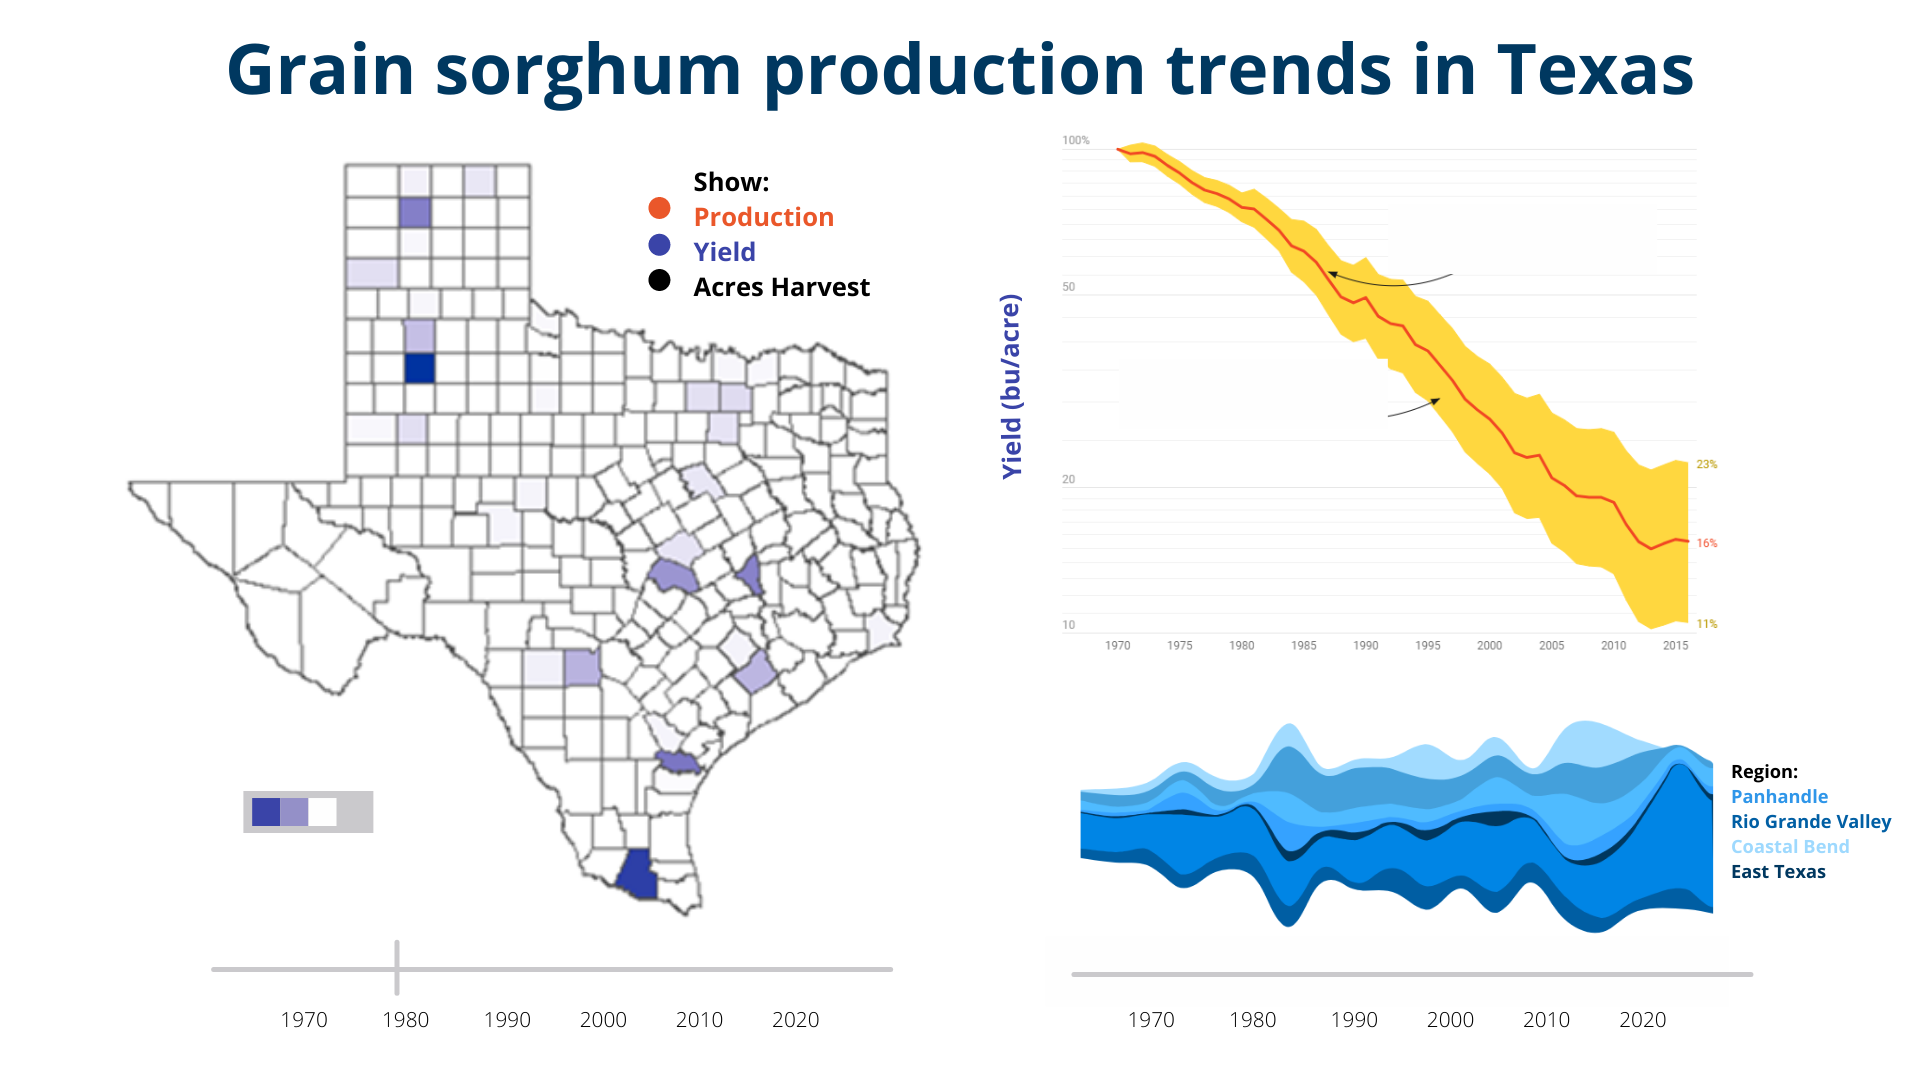 Grain sorghum production trends in Texas
Show:
Production
Yield
Acres Harvest
1970 1980 1990 2000 2010 2020
Yield (bu/acre)
100%
50
20
10
23%
16%
11%
1970 1975 1980 1985 1990 1995 2000 2005 2010 2015
Region:
Panhandle
Rio Grande Valley
Coastal Bend
East Texas
1970 1980 1990 2000 2010 2020